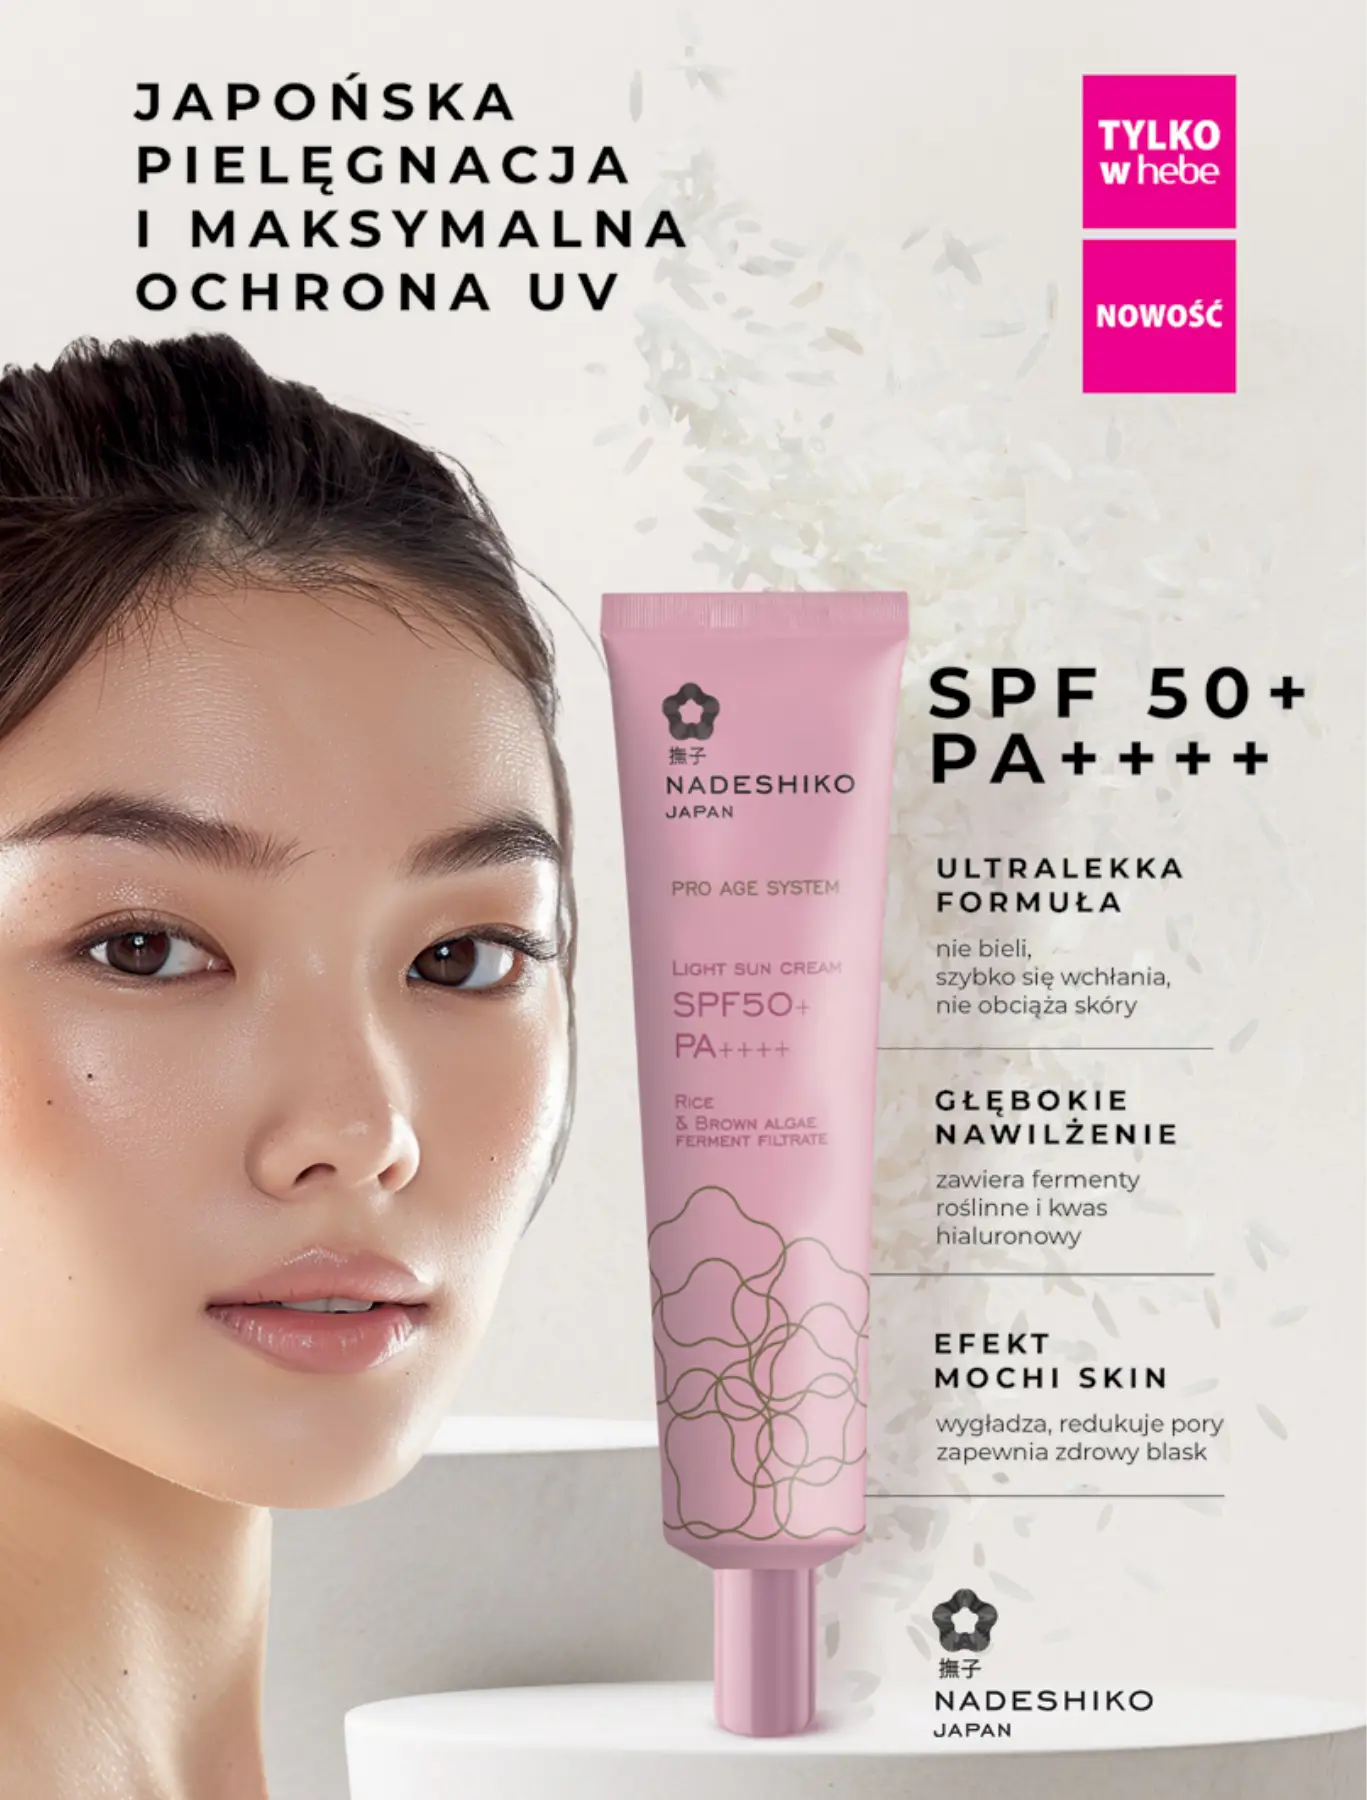 JAPOŃSKA
PIELĘGNACJA
I MAKSYMALNA
OCHRONA UV
TYLKO
w hebe
NOWOŚĆ
撫子
NADESHIKO
JAPAN
PRO AGE SYSTEM
LIGHT SUN CREAM
SPF50+
PA++++
RICE
& BROWN ALGAE
FERMENT FILTRATE
SPF 50+
PA++++
ULTRALEKKA
FORMUŁA
nie bieli,
szybko się wchłania,
nie obciąża skóry
GŁĘBOKIE
NAWILŻENIE
zawiera fermenty
roślinne i kwas
hialuronowy
EFEKT
MOCHI SKIN
wygładza, redukuje pory
zapewnia zdrowy blask
撫子
NADESHIKO
JAPAN